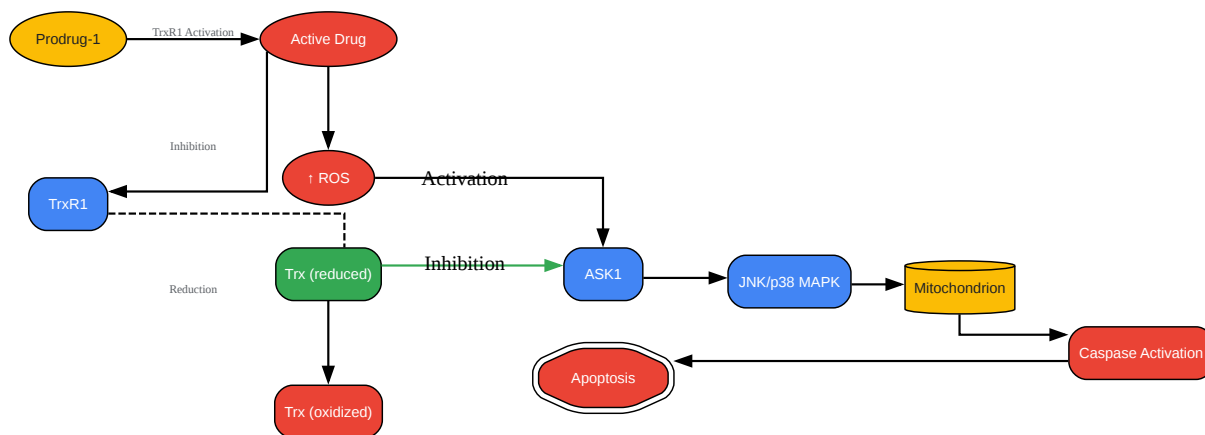 Prodrug-1
TrxR1 Activation
Active Drug
Inhibition
↑ ROS
Activation
TrxR1
Trx (reduced)
Inhibition
ASK1
JNK/p38 MAPK
Mitochondrion
Reduction
Caspase Activation
Apoptosis
Trx (oxidized)